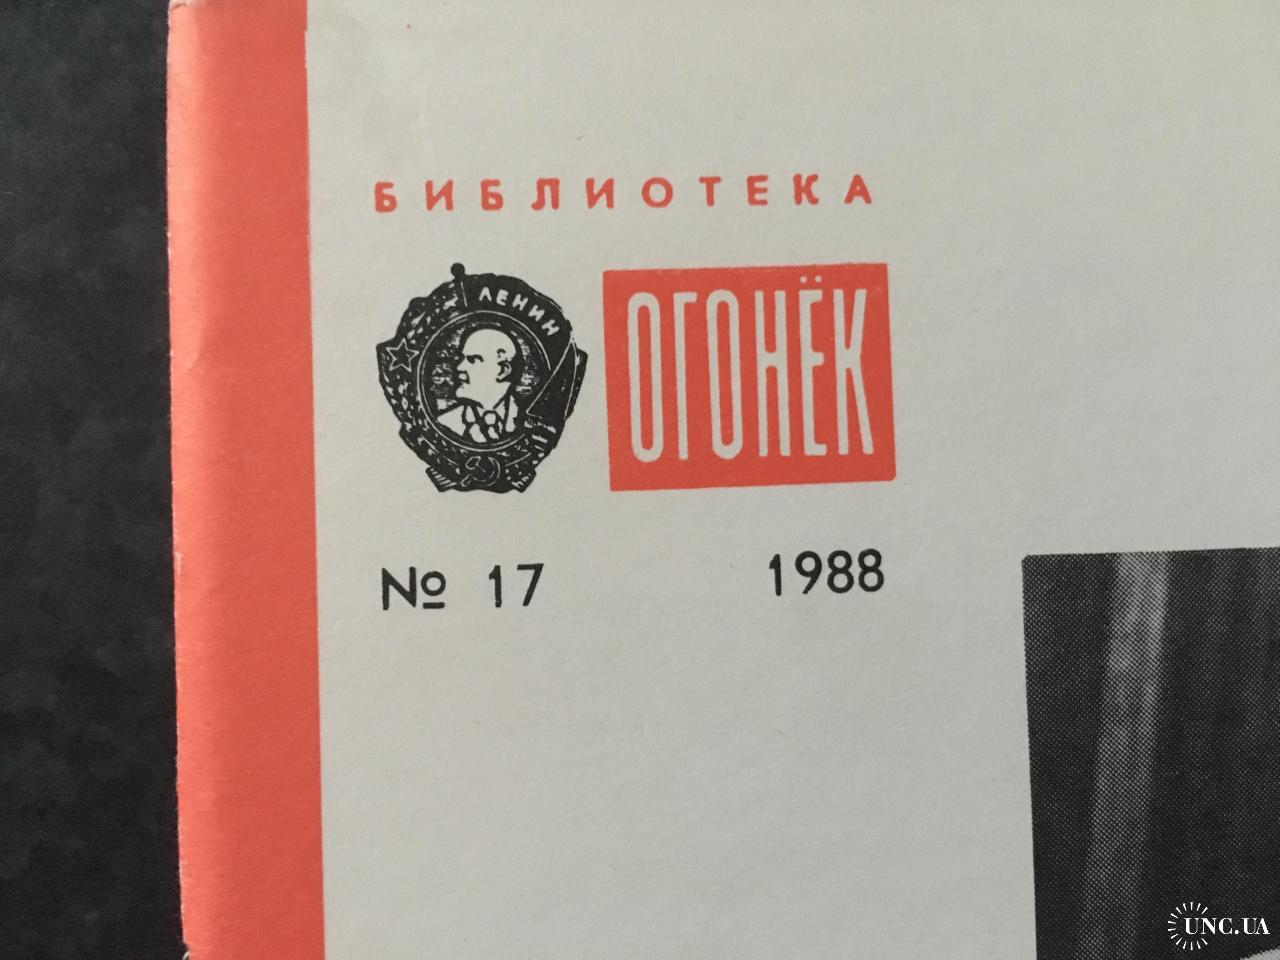 БИБЛИОТЕКА
ЛЕНИН
ОГОНЁК
№ 17 1988
UNC.UA